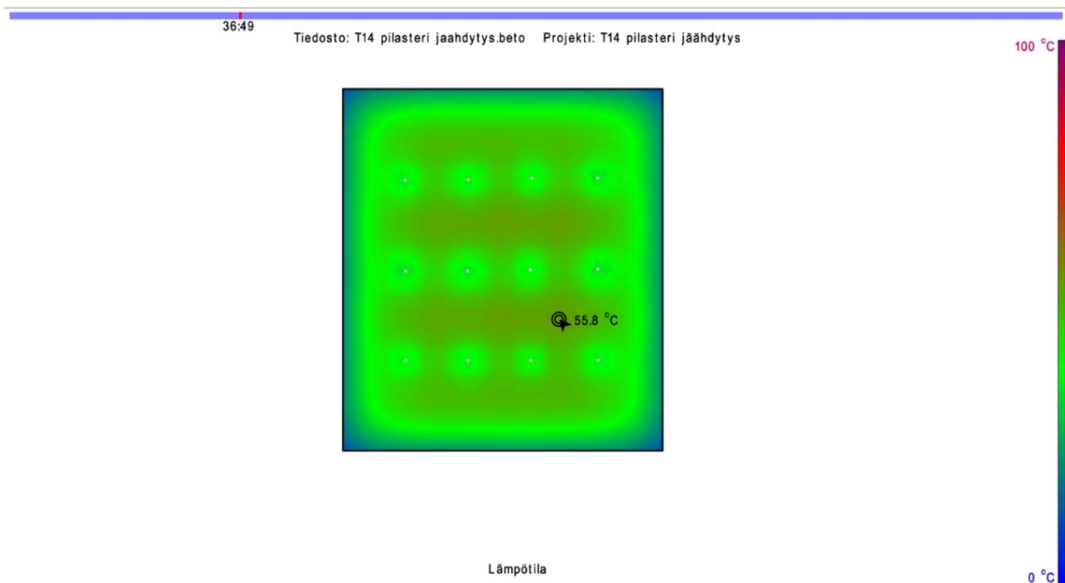 36:49
Tiedosto: T14 pilasteri jaahdytys.beto Projekti: T14 pilasteri jäähdytys
100 °C
55.8 °C
Lämpötila
0 °C